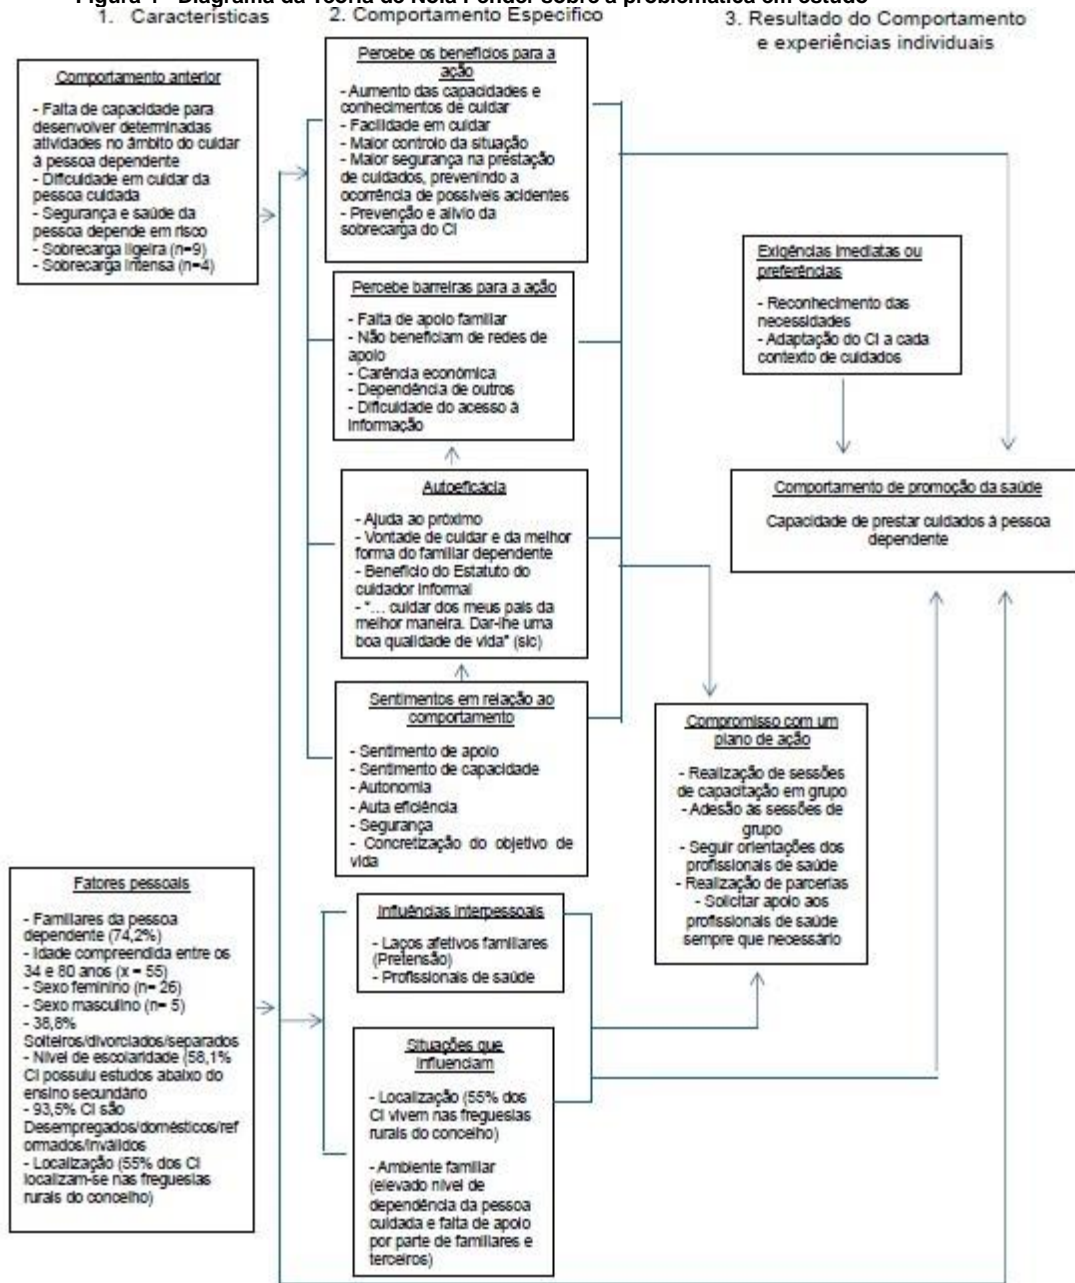 Figura 4 - Diagrama da Teoria de Nola Pender sobre a problemática em estudo
1. Características
2. Comportamento Específico
3. Resultado do Comportamento
e experiências individuais
Comportamento anterior
- Falta de capacidade para
desenvolver determinadas
atividades no âmbito do cuidar
à pessoa dependente
- Dificuldade em cuidar da
pessoa cuidada
- Segurança e saúde da
pessoa depende em risco
- Sobrecarga ligeira (n=9)
- Sobrecarga Intensa (n=4)
Percebe os benefícios para a
ação
- Aumento das capacidades e
conhecimentos de cuidar
- Facilidade em cuidar
- Maior controlo da situação
- Maior segurança na prestação
de cuidados, prevenindo a
ocorrência de possíveis acidentes
- Prevenção e alívio da
sobrecarga do CI
Percebe barreiras para a ação
- Falta de apoio familiar
- Não beneficiam de redes de
apoio
- Carência económica
- Dependência de outros
- Dificuldade do acesso à
Informação
Autoeficácia
- Ajuda ao próximo
- Vontade de cuidar e da melhor
forma do familiar dependente
- Benefício do Estatuto do
cuidador Informal
- "… cuidar dos meus pais da
melhor maneira. Dar-lhe uma
boa qualidade de vida" (sic)
Sentimentos em relação ao
comportamento
- Sentimento de apoio
- Sentimento de capacidade
- Autonomia
- Auta eficiência
- Segurança
- Concretização do objetivo de
vida
Exigências Imediatas ou
preferências
- Reconhecimento das
necessidades
- Adaptação do CI a cada
contexto de cuidados
Comportamento de promoção da saúde
Capacidade de prestar cuidados à pessoa
dependente
Compromisso com um
plano de ação
- Realização de sessões
de capacitação em grupo
- Adesão às sessões de
grupo
- Seguir orientações dos
profissionais de saúde
- Realização de parcerias
- Solicitar apoio aos
profissionais de saúde
sempre que necessário
Fatores pessoais
- Familiares da pessoa
dependente (74,2%)
- Idade compreendida entre os
34 e 80 anos (x = 55)
- Sexo feminino (n= 26)
- Sexo masculino (n= 5)
- 38,8%
Solteiros/divorciados/separados
- Nível de escolaridade (58,1%
CI possuiu estudos abaixo do
ensino secundário
- 93,5% CI são
Desempregados/domésticos/ref
ormados/inválidos
- Localização (55% dos CI
localizam-se nas freguesias
rurais do concelho)
Influências Interpessoais
- Laços afetivos familiares
(Pretensão)
- Profissionais de saúde
Situações que
Influenciam
- Localização (55% dos
CI vivem nas freguesias
rurais do concelho)
- Ambiente familiar
(elevado nível de
dependência da pessoa
cuidada e falta de apoio
por parte de familiares e
terceiros)